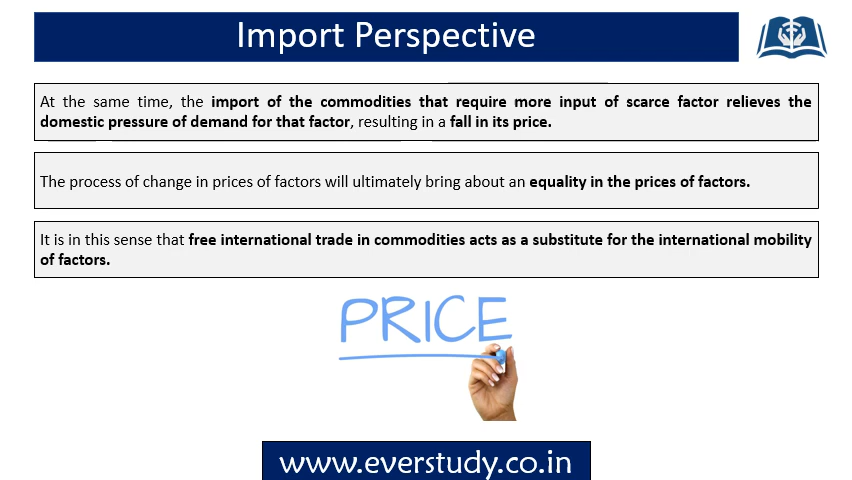 Import Perspective
At the same time, the import of the commodities that require more input of scarce factor relieves the
domestic pressure of demand for that factor, resulting in a fall in its price.
The process of change in prices of factors will ultimately bring about an equality in the prices of factors.
It is in this sense that free international trade in commodities acts as a substitute for the international mobility
of factors.
PRICE
www.everstudy.co.in